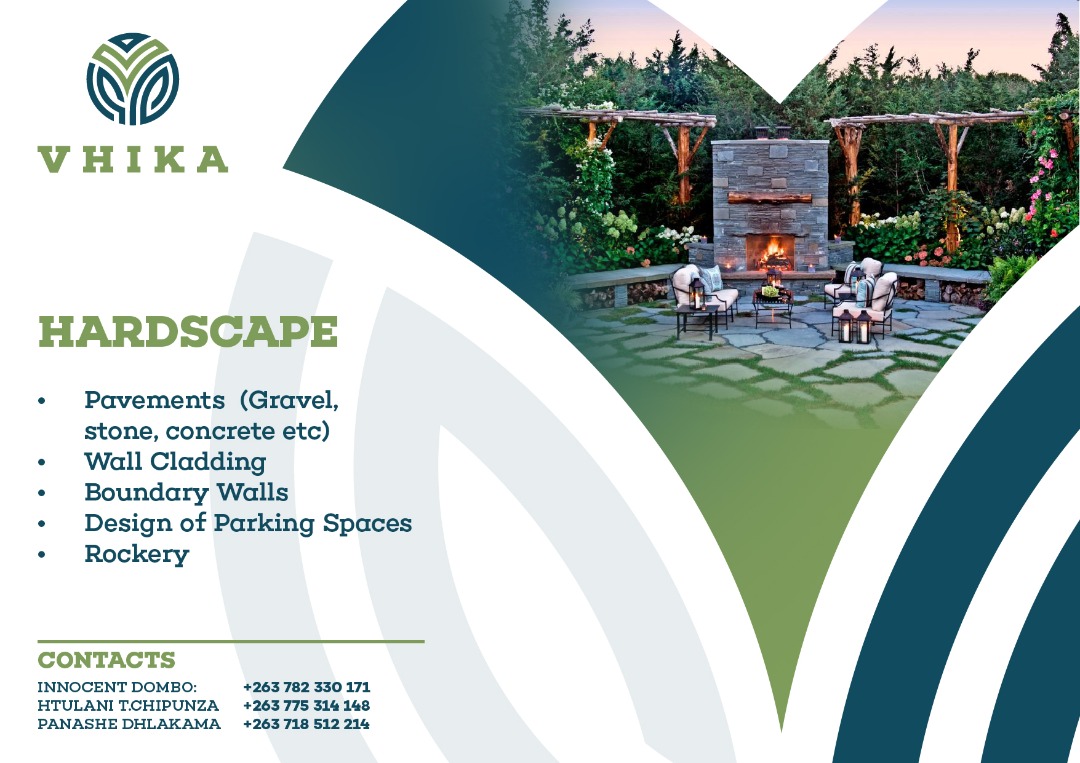 VHIKA
HARDSCAPE
• Pavements (Gravel,
stone, concrete etc)
• Wall Cladding
• Boundary Walls
• Design of Parking Spaces
• Rockery
CONTACTS
INNOCENT DOMBO: +263 782 330 171
HTULANI T.CHIPUNZA +263 775 314 148
PANASHE DHLAKAMA +263 718 512 214